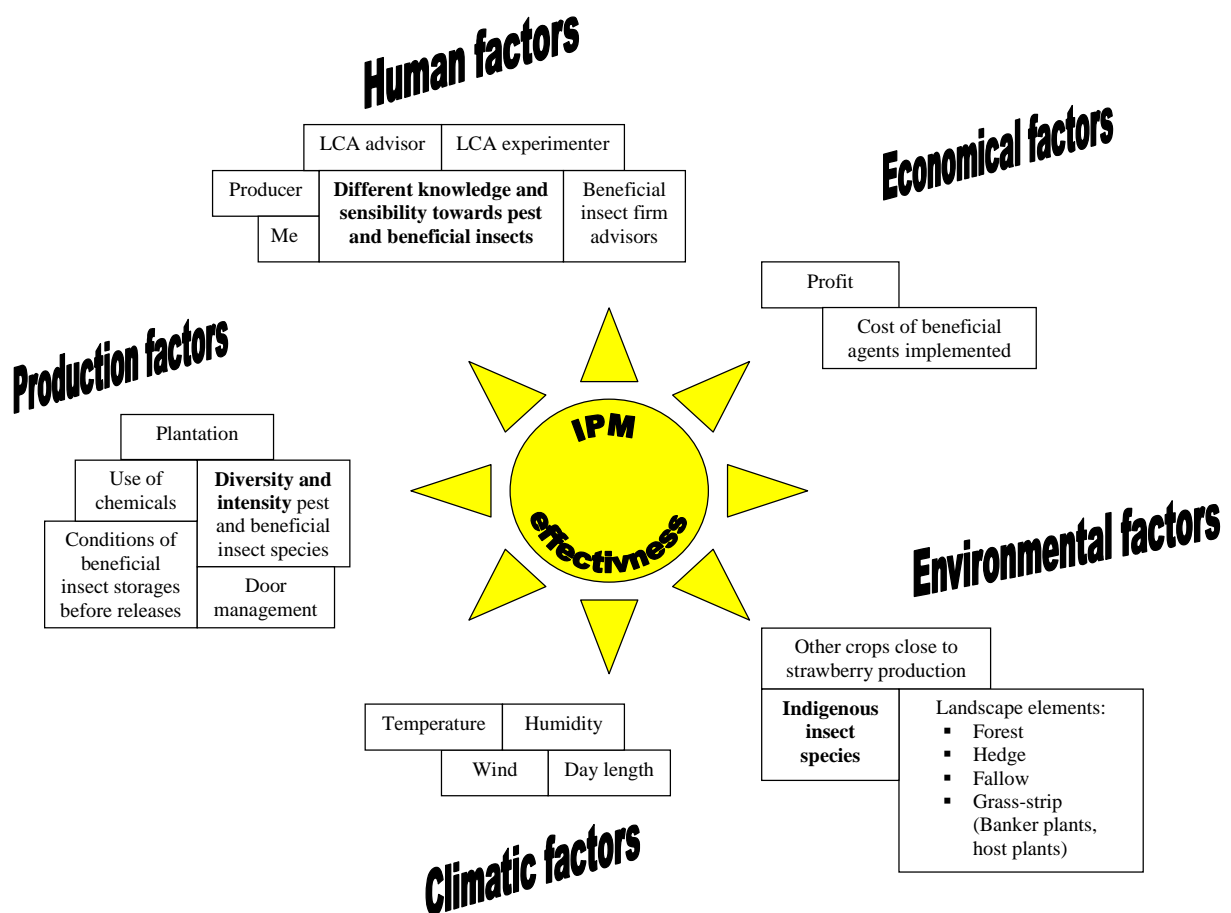 Human factors
LCA advisor
LCA experimenter
Producer
Me
Different knowledge and
sensibility towards pest
and beneficial insects
Beneficial
insect firm
advisors
Economical factors
Profit
Cost of beneficial
agents implemented
Production factors
Plantation
Use of
chemicals
Diversity and
intensity pest
and beneficial
insect species
Conditions of
beneficial
insect storages
before releases
Door
management
IPM
effectivness
Environmental factors
Other crops close to
strawberry production
Indigenous
insect
species
Landscape elements:
▪ Forest
▪ Hedge
▪ Fallow
▪ Grass-strip
(Banker plants,
host plants)
Temperature
Humidity
Wind
Day length
Climatic factors